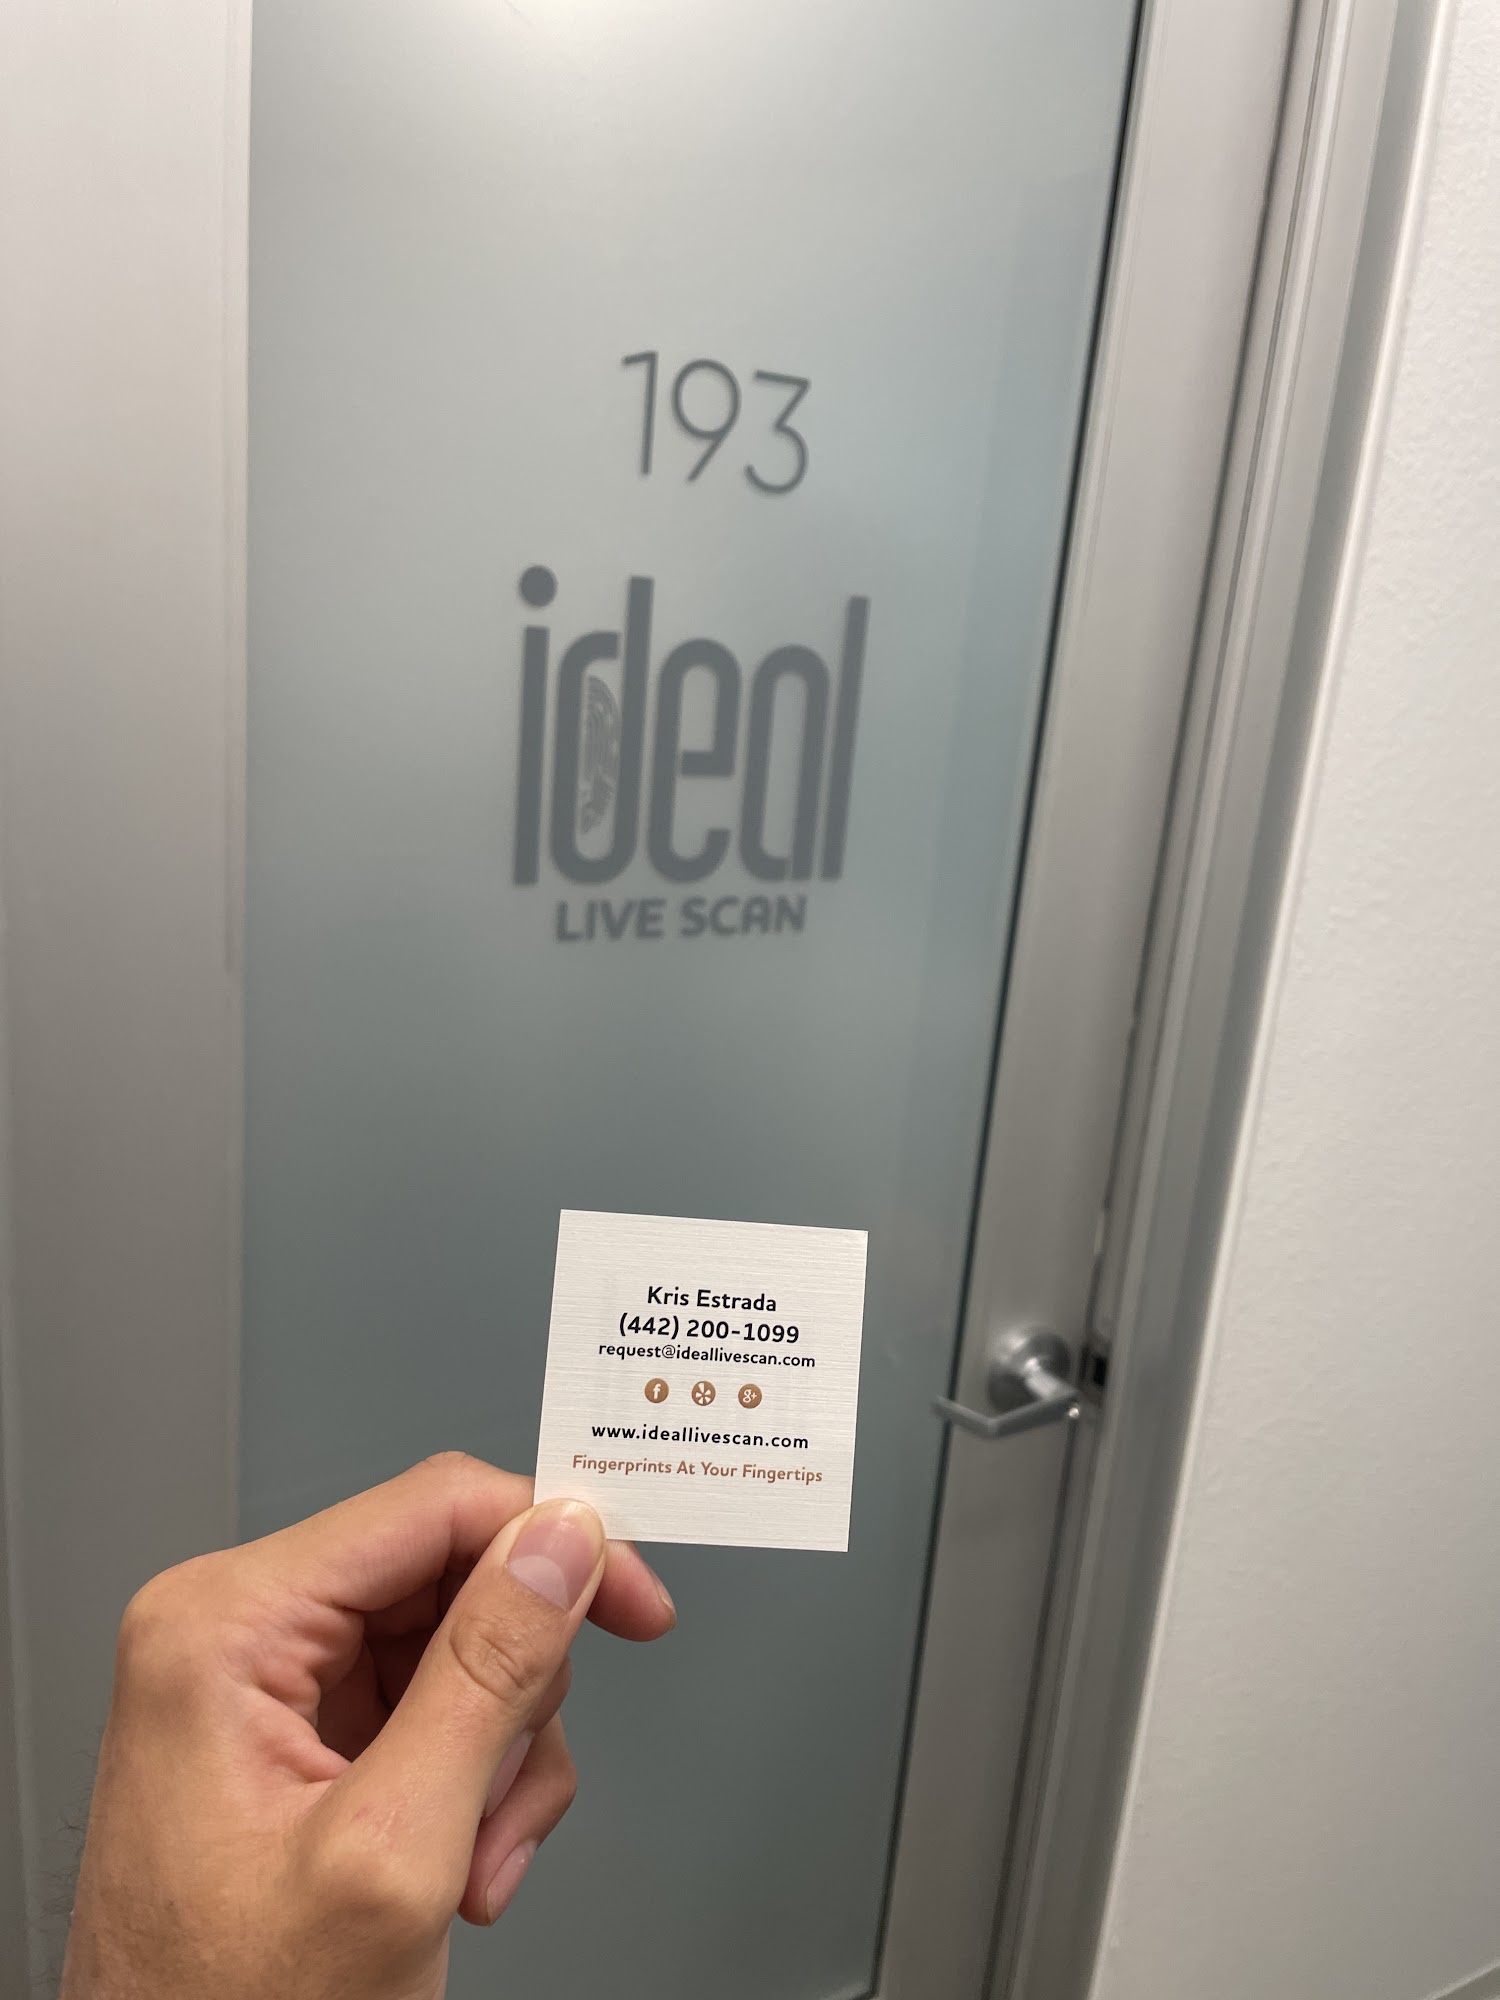 193
ideal
LIVE SCAN
Kris Estrada
(442) 200-1099
request@ideallivescan.com
f g+
www.ideallivescan.com
Fingerprints At Your Fingertips